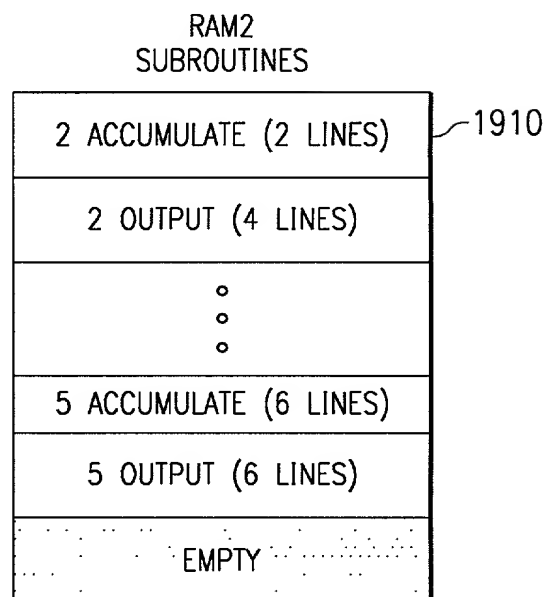 RAM2
SUBROUTINES
2 ACCUMULATE (2 LINES)
1910
2 OUTPUT (4 LINES)
5 ACCUMULATE (6 LINES)
5 OUTPUT (6 LINES)
EMPTY